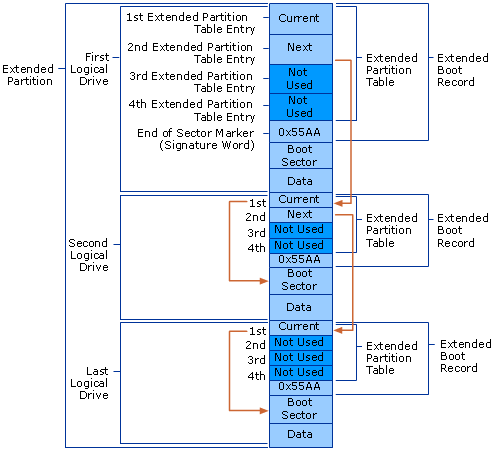 Extended
Partition
First
Logical
Drive
1st Extended Partition
Table Entry
2nd Extended Partition
Table Entry
3rd Extended Partition
Table Entry
4th Extended Partition
Table Entry
End of Sector Marker
(Signature Word)
Current
Next
Not
Used
Not
Used
0x55AA
Boot
Sector
Data
Extended
Partition
Table
Extended
Boot
Record
Second
Logical
Drive
1st
2nd
3rd
4th
Current
Next
Not Used
Not Used
0x55AA
Boot
Sector
Data
Extended
Partition
Table
Extended
Boot
Record
Last
Logical
Drive
1st
2nd
3rd
4th
Current
Not Used
Not Used
Not Used
0x55AA
Boot
Sector
Data
Extended
Partition
Table
Extended
Boot
Record